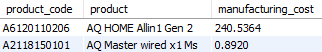 product_code product manufacturing_cost
A6120110206 AQ HOME Allin1 Gen 2 240.5364
A2118150101 AQ Master wired x1 Ms 0.8920